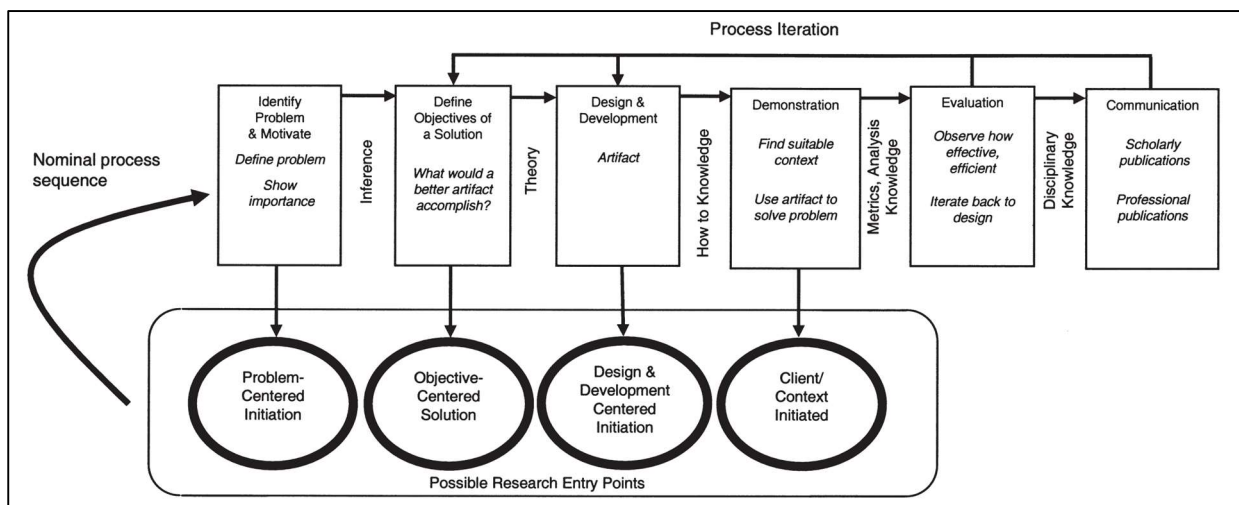 Process Iteration
Nominal process
sequence
Identify
Problem
& Motivate
Define problem
Show
importance
Inference
Define
Objectives of
a Solution
What would a
better artifact
accomplish?
Theory
Design &
Development
Artifact
How to Knowledge
Demonstration
Find suitable
context
Use artifact to
solve problem
Metrics, Analysis
Knowledge
Evaluation
Observe how
effective,
efficient
Iterate back to
design
Disciplinary
Knowledge
Communication
Scholarly
publications
Professional
publications
Problem-
Centered
Initiation
Objective-
Centered
Solution
Design &
Development
Centered
Initiation
Client/
Context
Initiated
Possible Research Entry Points